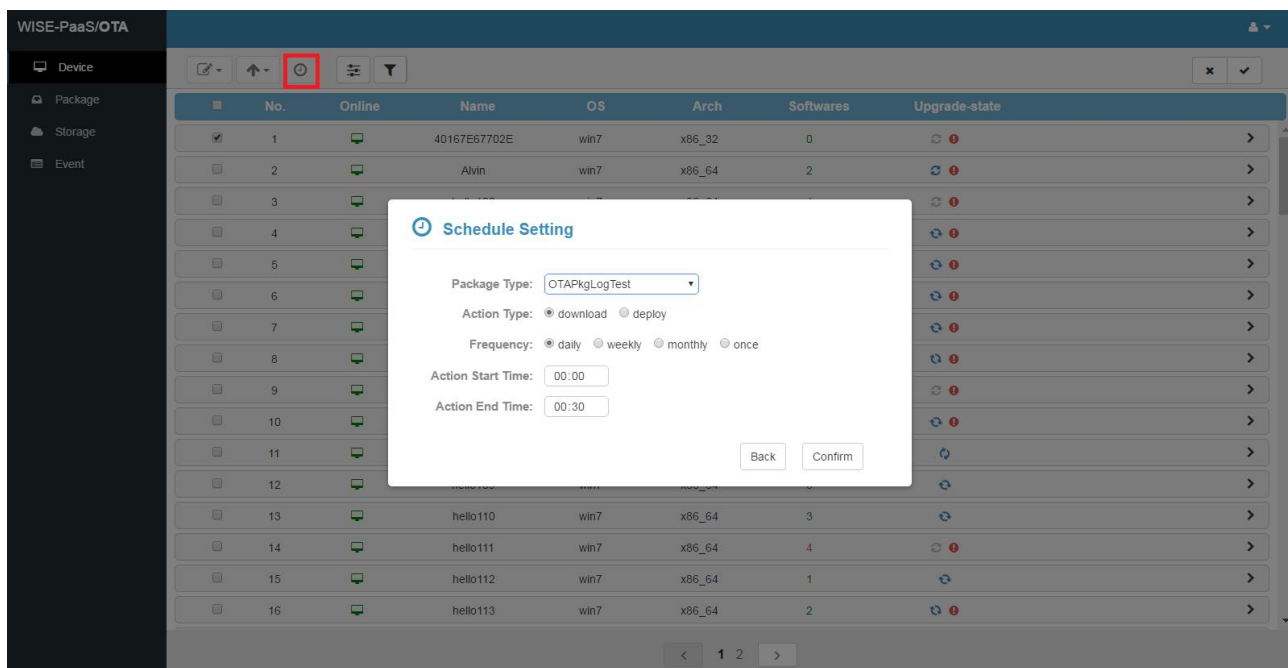 WISE-PaaS/OTA
Device
Package
Storage
Event
No. Online Name OS Arch Softwares Upgrade-state
1 40167E67702E win7 x86_32 0
2 Alvin win7 x86_64 2
3
4
5
6
7
8
9
10
11
12
13 hello110 win7 x86_64 3
14 hello111 win7 x86_64 4
15 hello112 win7 x86_64 1
16 hello113 win7 x86_64 2
Schedule Setting
Package Type: OTAPkgLogTest
Action Type: download deploy
Frequency: daily weekly monthly once
Action Start Time: 00:00
Action End Time: 00:30
Back Confirm
< 1 2 >